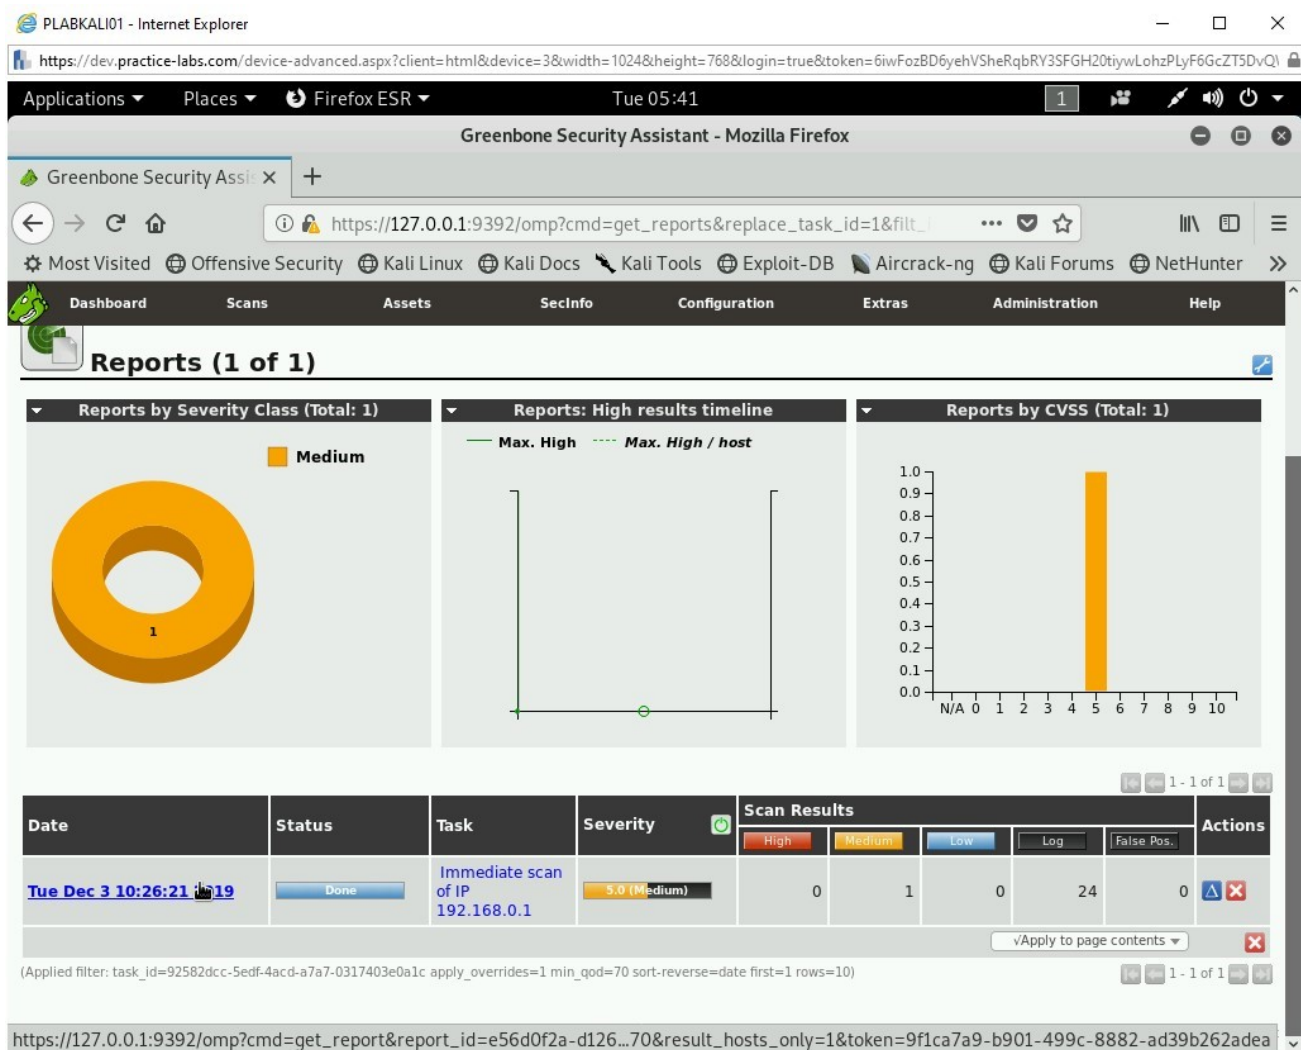 PLABKALI01 - Internet Explorer
https://dev.practice-labs.com/device-advanced.aspx?client=html&device=3&width=1024&height=768&login=true&token=6iwFozBD6yehVSheRqbRY3SFGH20tiywLohzPLyF6GcZT5DvQ\
Applications Places Firefox ESR Tue 05:41 1
Greenbone Security Assistant - Mozilla Firefox
Greenbone Security Assis
https://127.0.0.1:9392/omp?cmd=get_reports&replace_task_id=1&filt_
Most Visited Offensive Security Kali Linux Kali Docs Kali Tools Exploit-DB Aircrack-ng Kali Forums NetHunter
Dashboard Scans Assets SecInfo Configuration Extras Administration Help
Reports (1 of 1)
Reports by Severity Class (Total: 1)
Medium
1
Reports: High results timeline
Max. High Max. High / host
Reports by CVSS (Total: 1)
1.0
0.9
0.8
0.7
0.6
0.5
0.4
0.3
0.2
0.1
0.0
N/A 0 1 2 3 4 5 6 7 8 9 10
1 - 1 of 1
Date Status Task Severity Scan Results Actions
High Medium Low Log False Pos.
Tue Dec 3 10:26:21 19 Done Immediate scan of IP 192.168.0.1 5.0 (Medium) 0 1 0 24 0
√Apply to page contents
(Applied filter: task_id=92582dcc-5edf-4acd-a7a7-0317403e0a1c apply_overrides=1 min_qod=70 sort-reverse=date first=1 rows=10)
1 - 1 of 1
https://127.0.0.1:9392/omp?cmd=get_report&report_id=e56d0f2a-d126...70&result_hosts_only=1&token=9f1ca7a9-b901-499c-8882-ad39b262adea